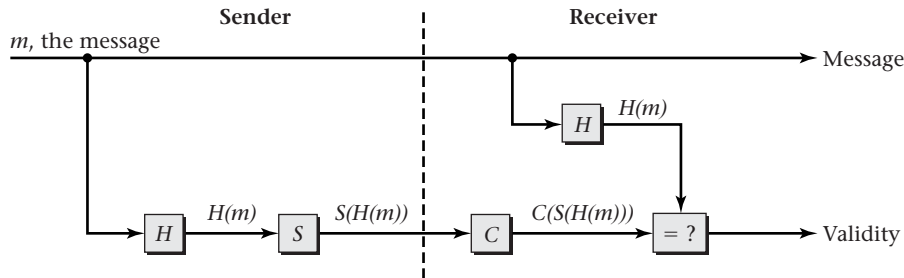 Sender
Receiver
m, the message
Message
H
H(m)
H
H(m)
S
S(H(m))
C
C(S(H(m)))
= ?
Validity